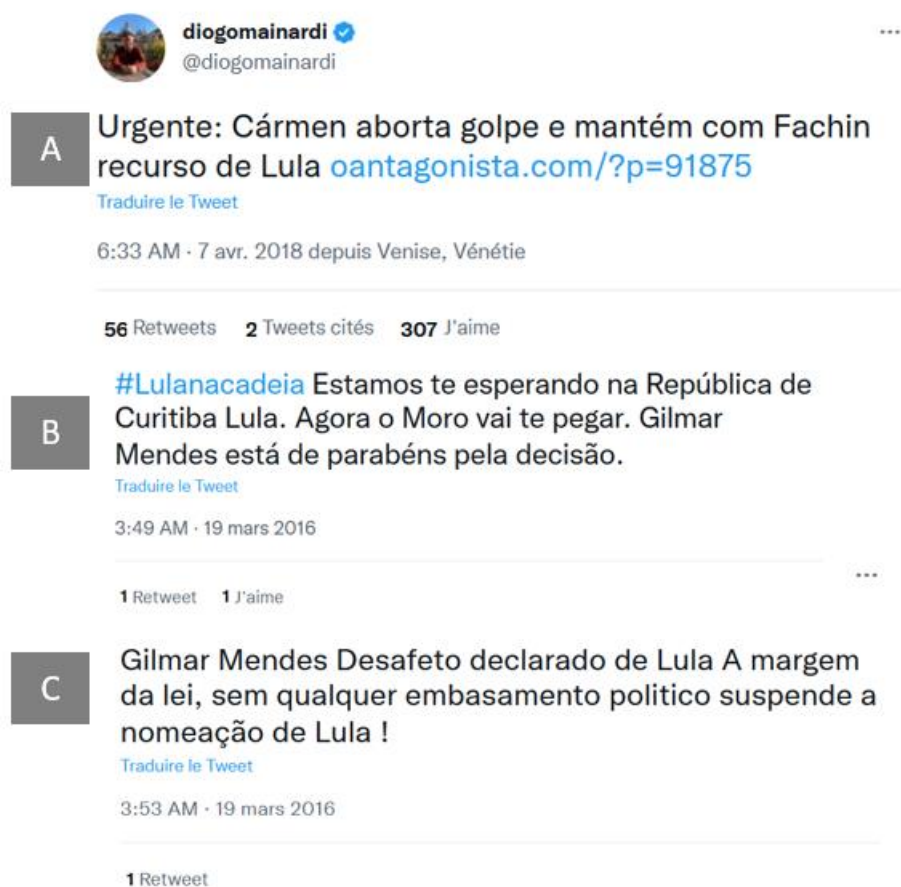 diogomainardi
...
@diogomainardi
A
Urgente: Cármen aborta golpe e mantém com Fachin
recurso de Lula oantagonista.com/?p=91875
Traduire le Tweet
6:33 AM · 7 avr. 2018 depuis Venise, Vénétie
56 Retweets 2 Tweets cités 307 J'aime
B
#Lulanacadeia Estamos te esperando na República de
Curitiba Lula. Agora o Moro vai te pegar. Gilmar
Mendes está de parabéns pela decisão.
Traduire le Tweet
3:49 AM · 19 mars 2016
...
1 Retweet 1 J'aime
C
Gilmar Mendes Desafeto declarado de Lula A margem
da lei, sem qualquer embasamento politico suspende a
nomeação de Lula !
Traduire le Tweet
3:53 AM · 19 mars 2016
1 Retweet